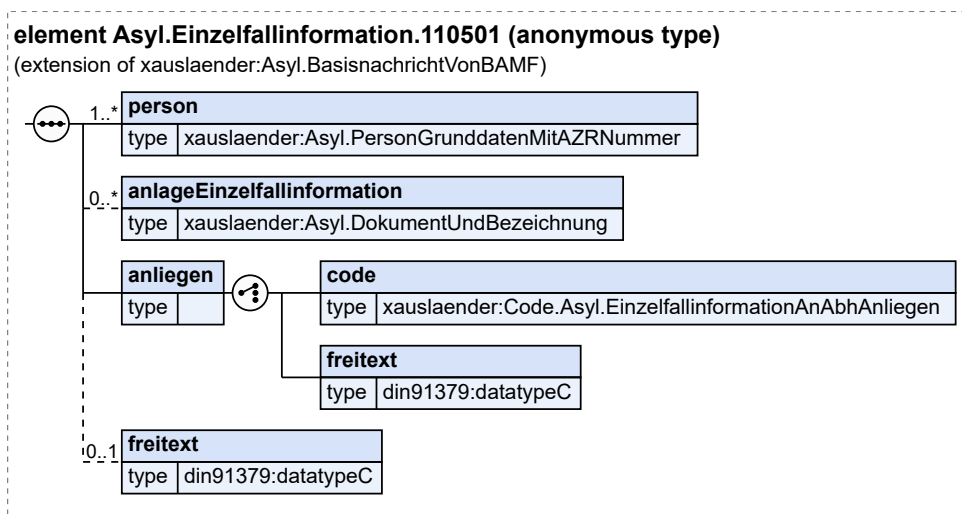 element Asyl.Einzelfallinformation.110501 (anonymous type)
(extension of xauslaender:Asyl.BasisnachrichtVonBAMF)
1..* person
type xauslaender:Asyl.PersonGrunddatenMitAZRNummer
0..* anlageEinzelfallinformation
type xauslaender:Asyl.DokumentUndBezeichnung
anliegen
type
code
type xauslaender:Code.Asyl.EinzelfallinformationAnAbhAnliegen
freitext
type din91379:datatypeC
0..1 freitext
type din91379:datatypeC